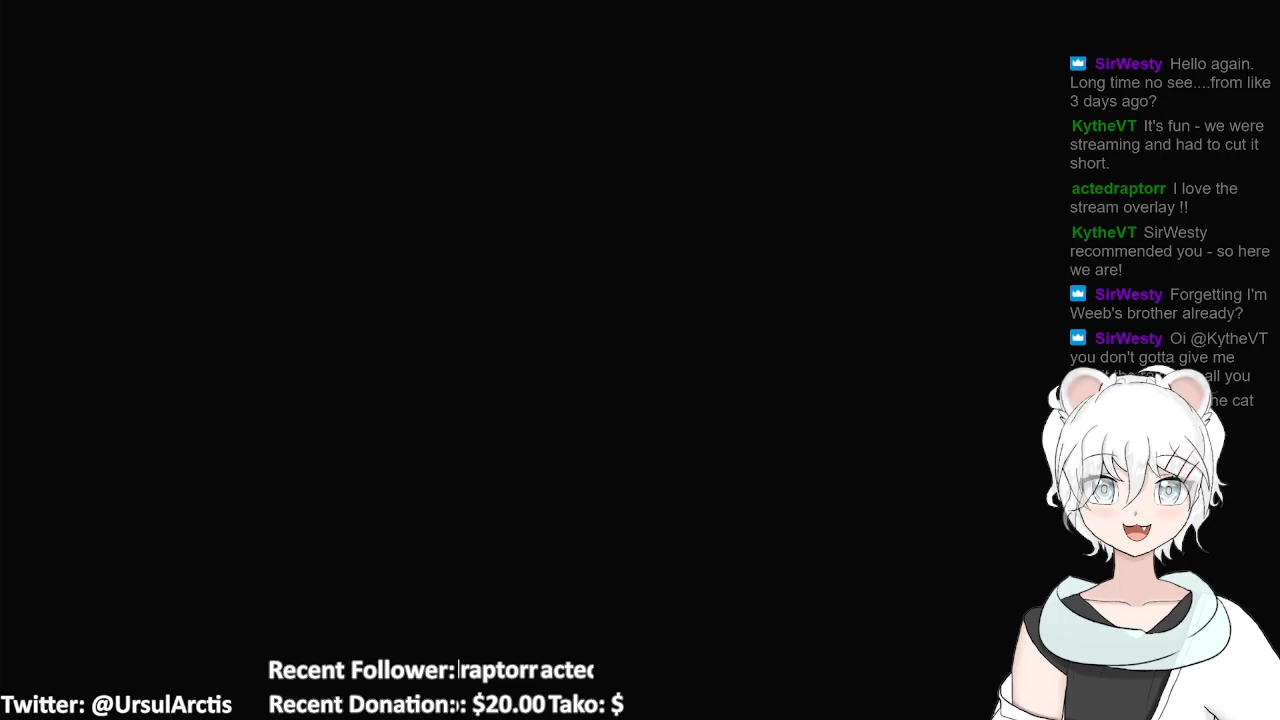 SirWesty Hello again.
Long time no see....from like
3 days ago?
KytheVT It's fun - we were
streaming and had to cut it
short.
actedraptorr I love the
stream overlay !!
KytheVT SirWesty
recommended you - so here
we are!
SirWesty Forgetting I'm
Weeb's brother already?
SirWesty Oi @KytheVT
you don't gotta give me
all you
cat
Recent Follower: raptorr acted
Recent Donation: : $20.00 Tako: $
Twitter: @UrsulArctis